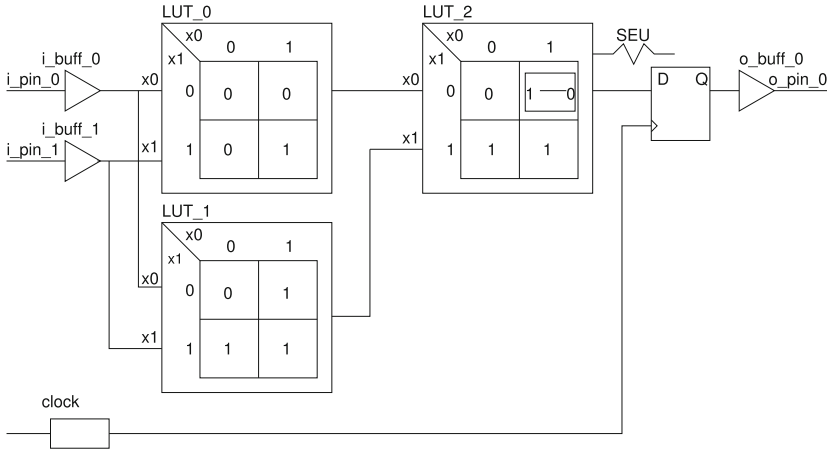 LUT_0
LUT_2
x0
x0
SEU
i_buff_0
0 1
0 1
o_buff_0
x1
x1
i_pin_0
x0
0 0 0
x0
0 0 1 0
D Q
o_pin_0
i_buff_1
i_pin_1
x1
1 0 1
x1
1 1 1
LUT_1
x0
0 1
x1
x0
0 0 1
x1
1 1 1
clock